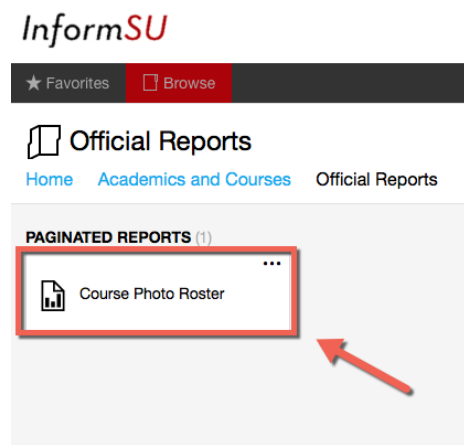 InformSU
Favorites Browse
Official Reports
Home Academics and Courses Official Reports
PAGINATED REPORTS (1)
...
Course Photo Roster